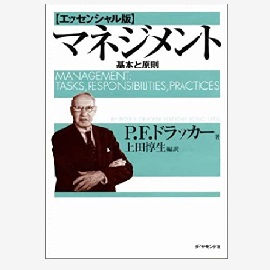 【エッセンシャル版】
マネジメント
基本と原則
MANAGEMENT:
TASKS, RESPONSIBILITIES, PRACTICES
P.F.ドラッカー 著
上田惇生 編訳
ダイヤモンド社